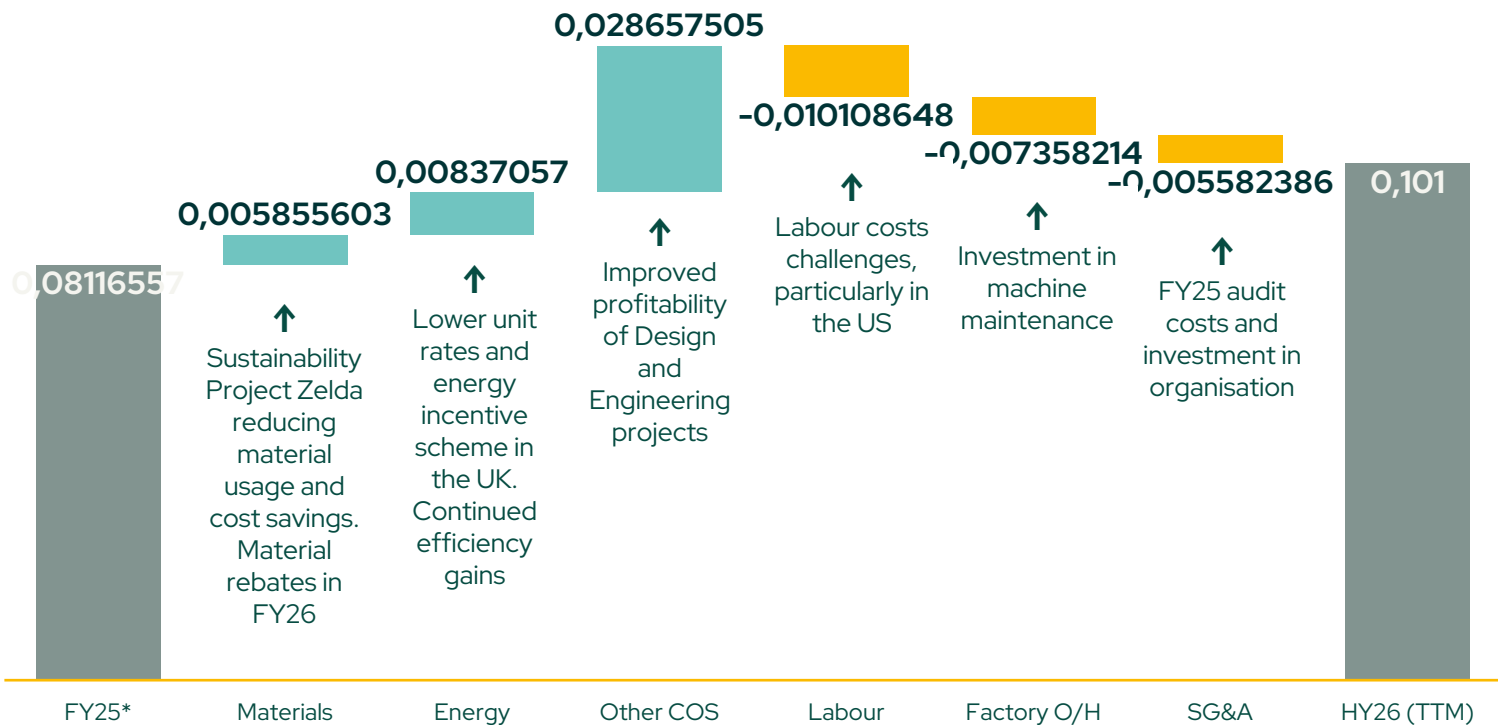 0,08116557
0,005855603
0,00837057
0,028657505
-0,010108648
-0,007358214
-0,005582386
0,101
Sustainability
Project Zelda
reducing
material
usage and
cost savings.
Material
rebates in
FY26
Lower unit
rates and
energy
incentive
scheme in
the UK.
Continued
efficiency
gains
Improved
profitability
of Design
and
Engineering
projects
Labour costs
challenges,
particularly in
the US
Investment in
machine
maintenance
FY25 audit
costs and
investment in
organisation
FY25*
Materials
Energy
Other COS
Labour
Factory O/H
SG&A
HY26 (TTM)